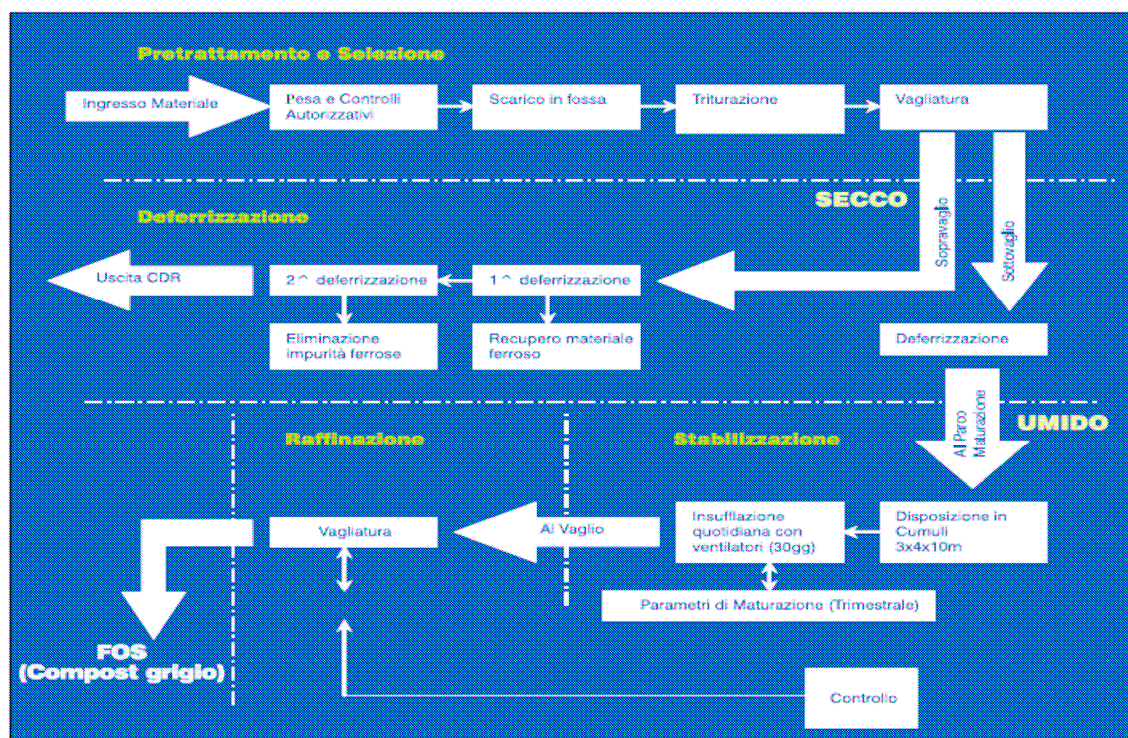 Pretrattamento e Selezione
Ingresso Materiale
Pesa e Controlli
Autorizzativi
Scarico in fossa
Triturazione
Vagliatura
SECCO
Sopravaglio
Sottovaglio
Deferrizzazione
Uscita CDR
2^ deferrizzazione
1^ deferrizzazione
Eliminazione
impurità ferrose
Recupero materiale
ferroso
Deferrizzazione
Al Parco
Maturazione
UMIDO
Raffinazione
Stabilizzazione
Vagliatura
Al Vaglio
Insufflazione
quotidiana con
ventilatori (30gg)
Disposizione in
Cumuli
3x4x10m
Parametri di Maturazione (Trimestrale)
FOS
(Compost grigio)
Controllo